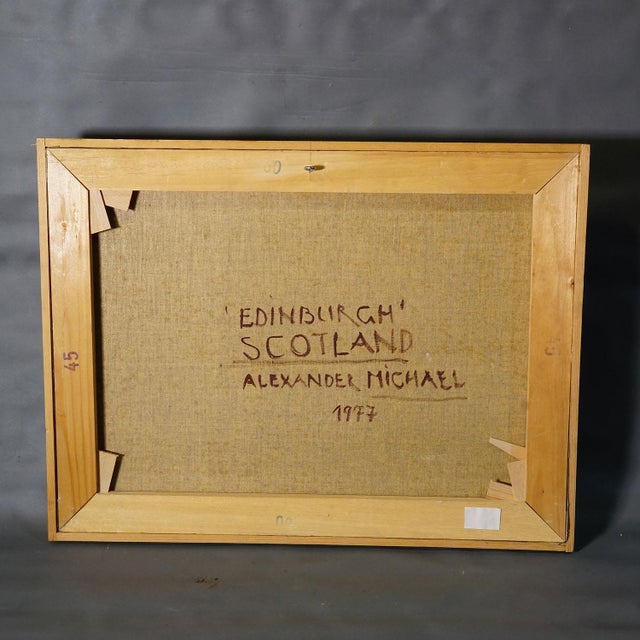 'EDINBURGH'
SCOTLAND
ALEXANDER MICHAEL
1977
45